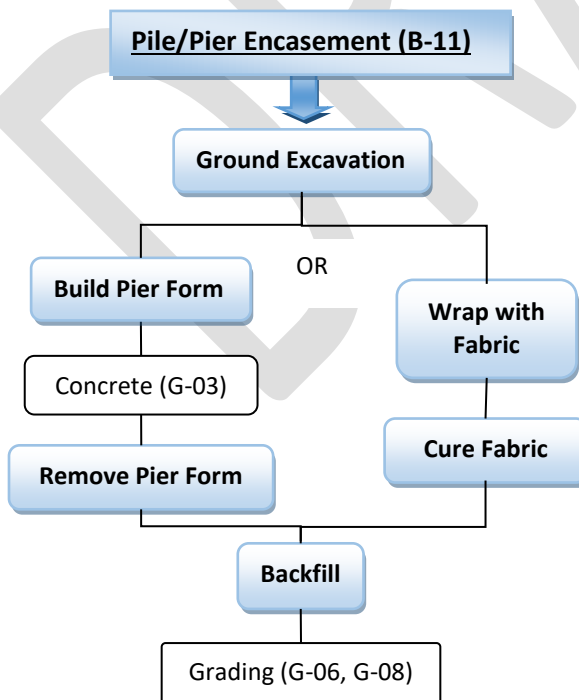 Pile/Pier Encasement (B-11)
Ground Excavation
OR
Build Pier Form
Wrap with
Fabric
Concrete (G-03)
Cure Fabric
Remove Pier Form
Backfill
Grading (G-06, G-08)